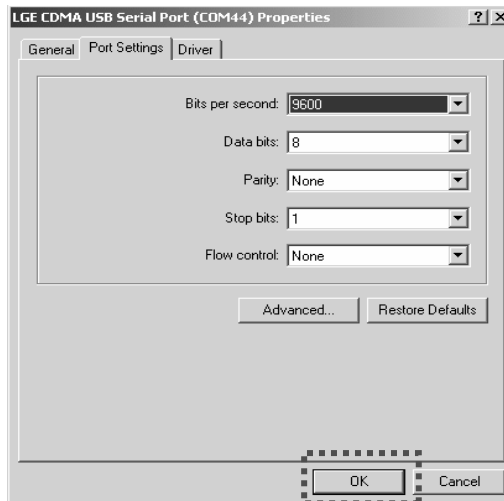 LGE CDMA USB Serial Port (COM44) Properties
General Port Settings Driver
Bits per second: 9600
Data bits: 8
Parity: None
Stop bits: 1
Flow control: None
Advanced... Restore Defaults
OK Cancel